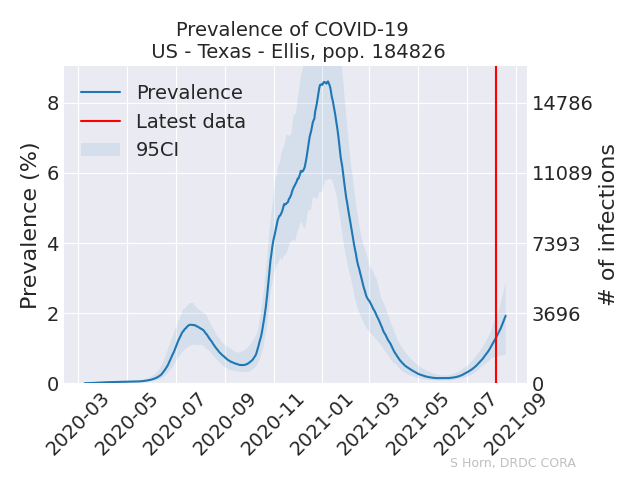 Prevalence of COVID-19
US - Texas - Ellis, pop. 184826
Prevalence
Latest data
95CI
Prevalence (%)
8
6
4
2
0
14786
11089
7393
3696
0
# of infections
2020-03
2020-05
2020-07
2020-09
2020-11
2021-01
2021-03
2021-05
2021-07
2021-09
S Horn, DRDC CORA